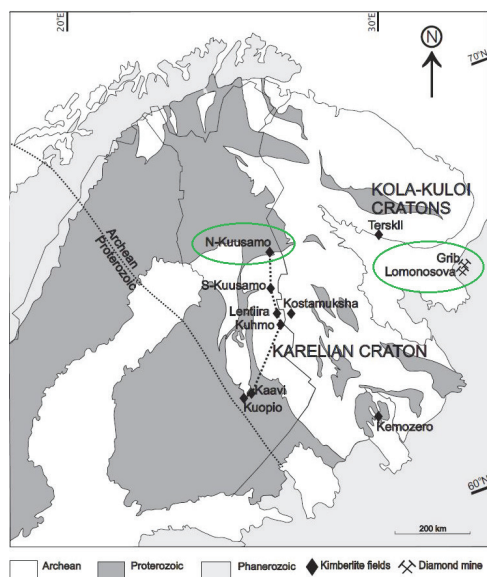 20°E
30°E
70°N
N
KOLA-KULOI
CRATONS
Terskii
N-Kuusamo
Grib
Lomonosova
Archean
Proterozoic
S-Kuusamo
Lentiira
Kostamuksha
Kuhmo
KARELIAN CRATON
Kaavi
Kuopio
Kemozero
60°N
200 km
Archean Proterozoic Phanerozoic Kimberlite fields Diamond mine